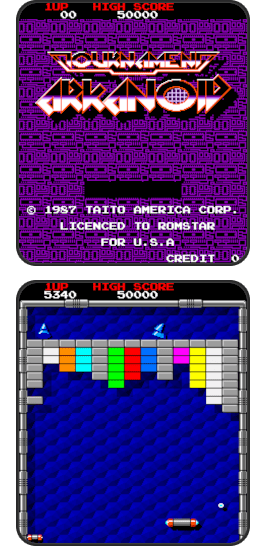 1UP HIGH SCORE
00 50000
TOURNAMENT
ARKANOID
© 1987 TAITO AMERICA CORP.
LICENCED TO ROMSTAR
FOR U.S.A
CREDIT 0
1UP HIGH SCORE
5340 50000